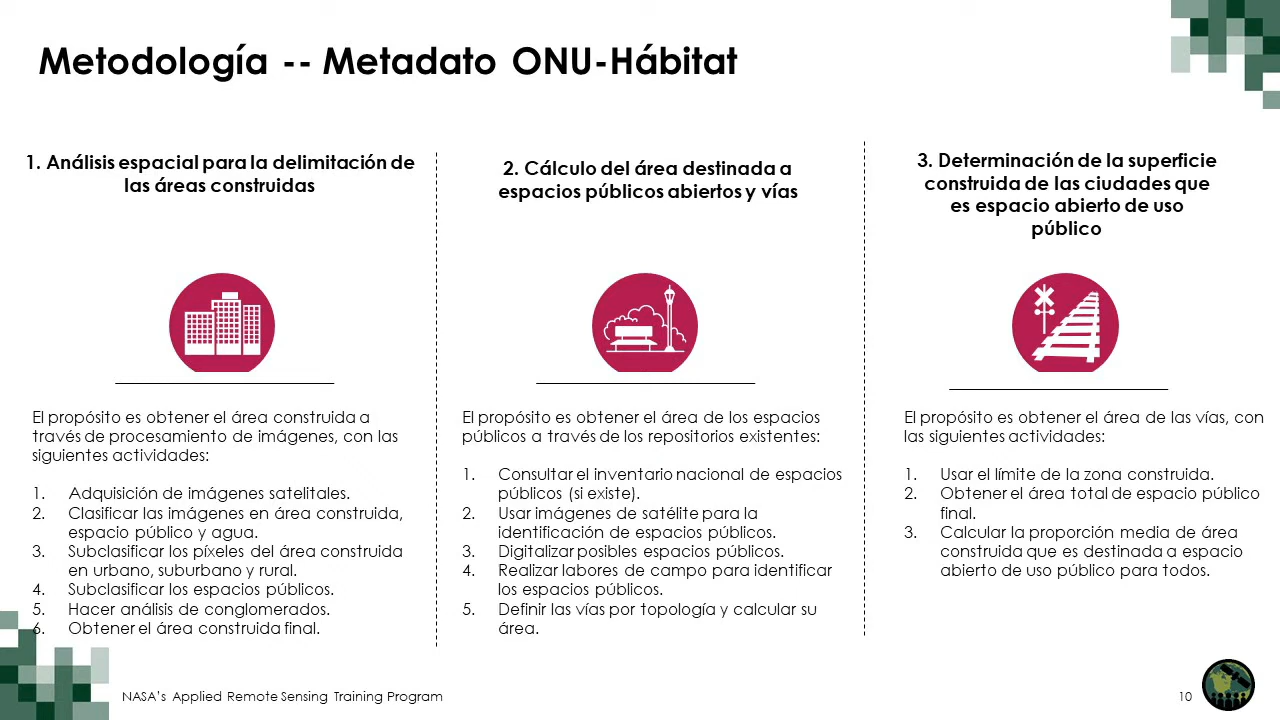 Metodología -- Metadato ONU-Hábitat
1. Análisis espacial para la delimitación de
las áreas construidas
El propósito es obtener el área construida a
través de procesamiento de imágenes, con las
siguientes actividades:
1. Adquisición de imágenes satelitales.
2. Clasificar las imágenes en área construida,
espacio público y agua.
3. Subclasificar los píxeles del área construida
en urbano, suburbano y rural.
4. Subclasificar los espacios públicos.
5. Hacer análisis de conglomerados.
6. Obtener el área construida final.
2. Cálculo del área destinada a
espacios públicos abiertos y vías
El propósito es obtener el área de los espacios
públicos a través de los repositorios existentes:
1. Consultar el inventario nacional de espacios
públicos (si existe).
2. Usar imágenes de satélite para la
identificación de espacios públicos.
3. Digitalizar posibles espacios públicos.
4. Realizar labores de campo para identificar
los espacios públicos.
5. Definir las vías por topología y calcular su
área.
3. Determinación de la superficie
construida de las ciudades que
es espacio abierto de uso
público
El propósito es obtener el área de las vías, con
las siguientes actividades:
1. Usar el límite de la zona construida.
2. Obtener el área total de espacio público
final.
3. Calcular la proporción media de área
construida que es destinada a espacio
abierto de uso público para todos.
NASA's Applied Remote Sensing Training Program
10